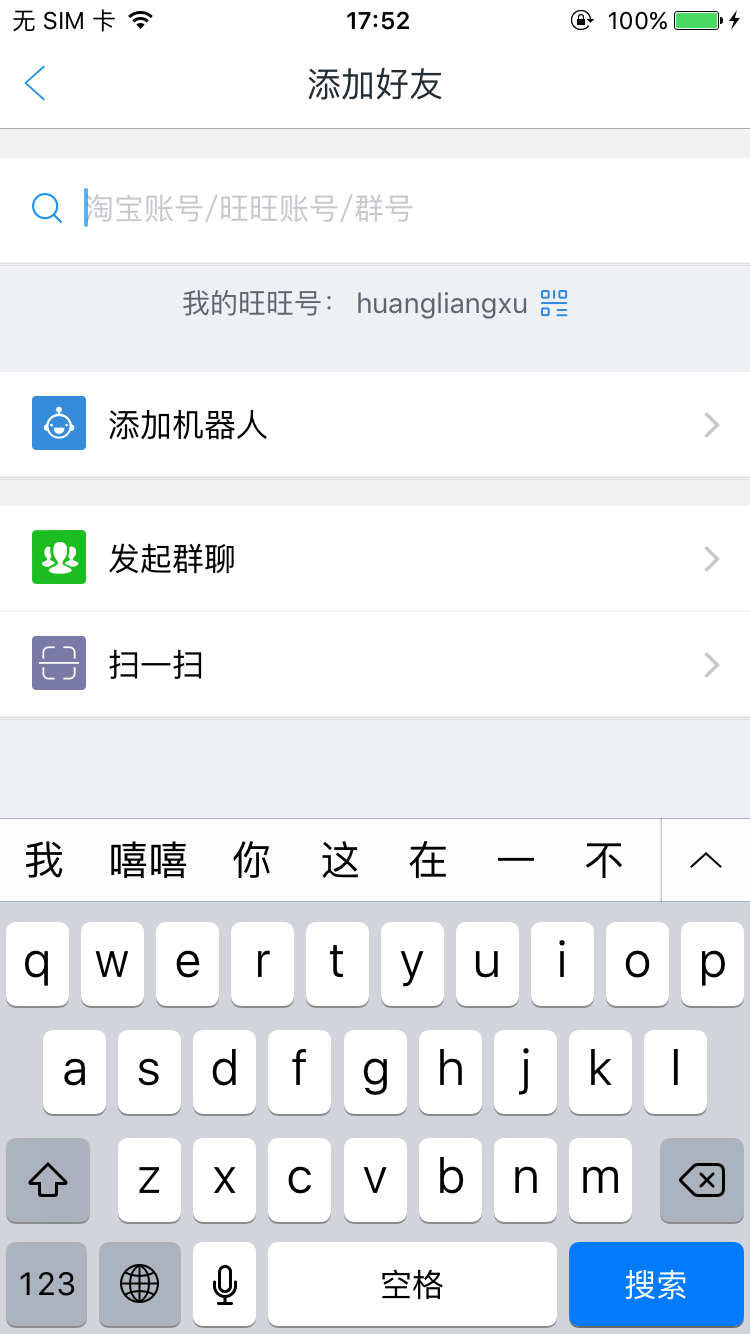 无 SIM 卡 17:52 100%
添加好友
淘宝账号/旺旺账号/群号
我的旺旺号： huangliangxu
添加机器人
发起群聊
扫一扫
我 嘻嘻 你 这 在 一 不
q w e r t y u i o p
a s d f g h j k l
z x c v b n m
123 空格 搜索